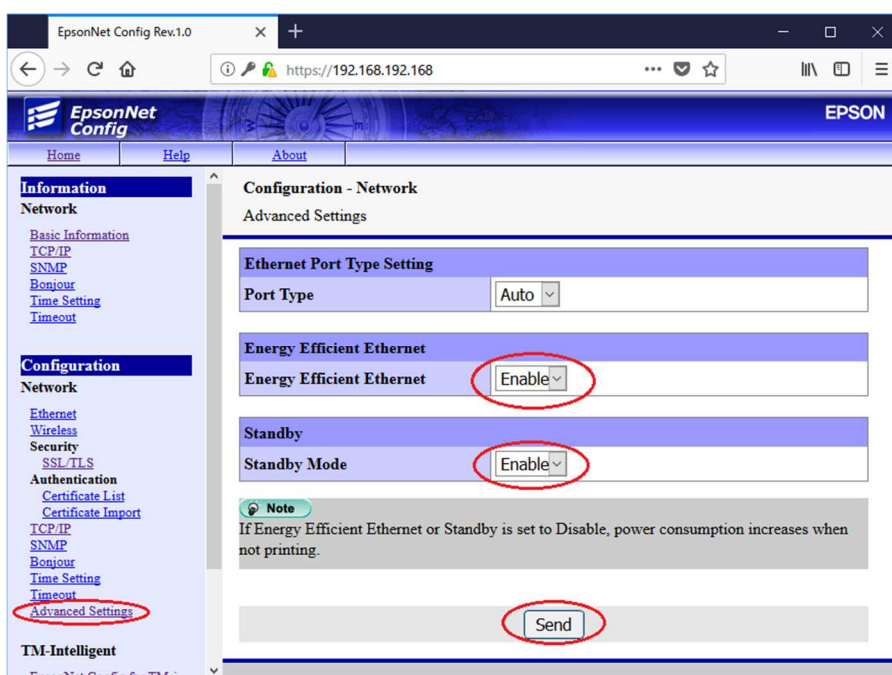 EpsonNet Config Rev.1.0
https://192.168.192.168
EpsonNet
Config
EPSON
Home Help About
Information
Network
Basic Information
TCP/IP
SNMP
Bonjour
Time Setting
Timeout
Configuration
Network
Ethernet
Wireless
Security
SSL/TLS
Authentication
Certificate List
Certificate Import
TCP/IP
SNMP
Bonjour
Time Setting
Timeout
Advanced Settings
TM-Intelligent
EpsonNet Config for TM-i
Configuration - Network
Advanced Settings
Ethernet Port Type Setting
Port Type Auto
Energy Efficient Ethernet
Energy Efficient Ethernet Enable
Standby
Standby Mode Enable
Note
If Energy Efficient Ethernet or Standby is set to Disable, power consumption increases when
not printing.
Send